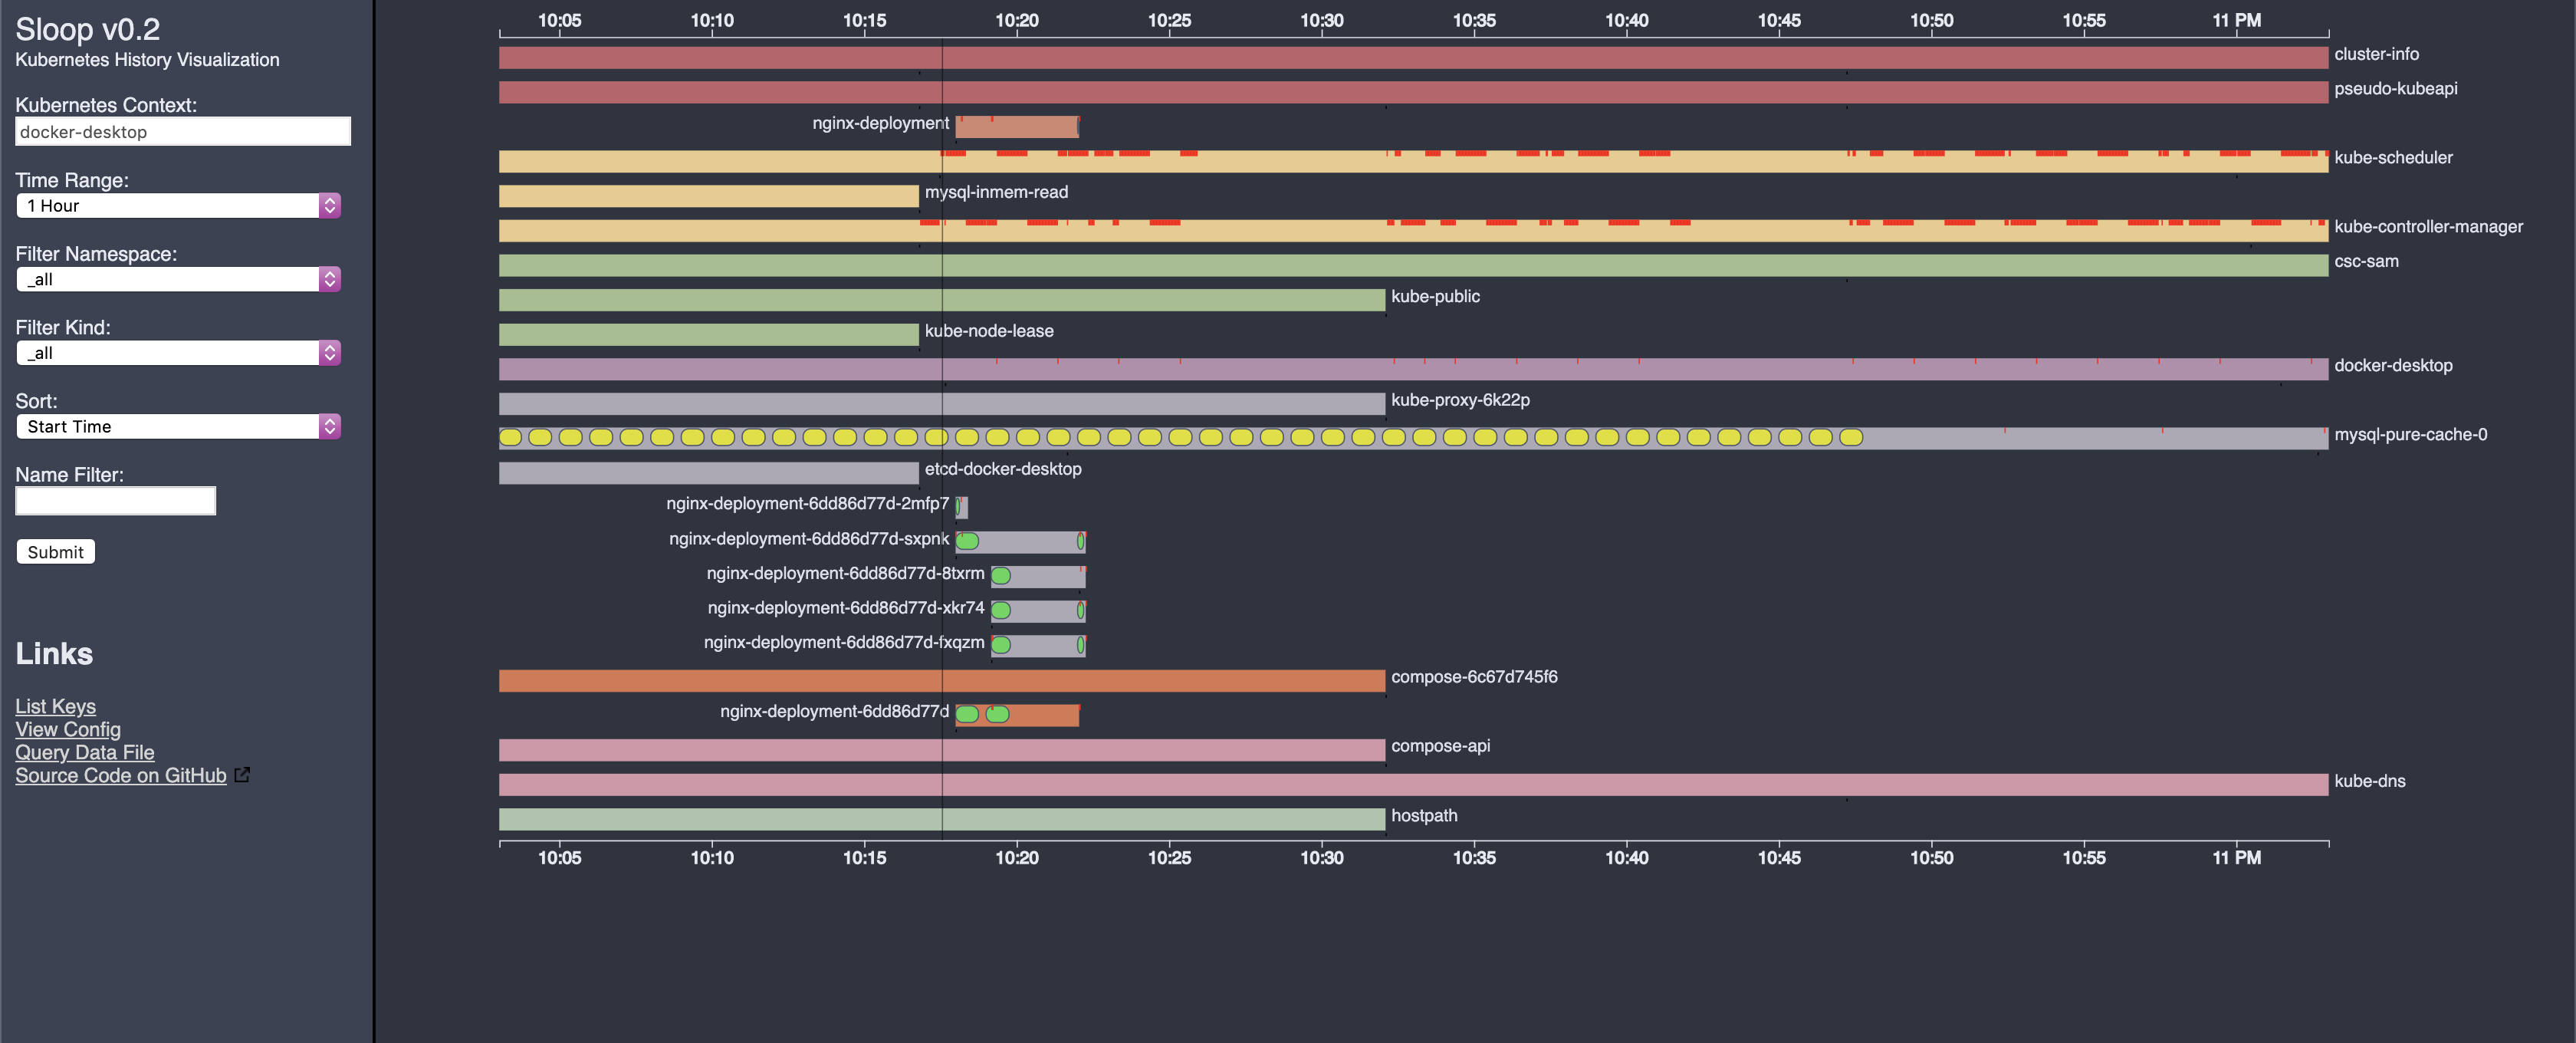 Sloop v0.2
Kubernetes History Visualization
Kubernetes Context:
docker-desktop
Time Range:
1 Hour
Filter Namespace:
_all
Filter Kind:
_all
Sort:
Start Time
Name Filter:
Submit
Links
List Keys
View Config
Query Data File
Source Code on GitHub
10:05 10:10 10:15 10:20 10:25 10:30 10:35 10:40 10:45 10:50 10:55 11 PM
cluster-info
pseudo-kubeapi
nginx-deployment
kube-scheduler
mysql-inmem-read
kube-controller-manager
csc-sam
kube-public
kube-node-lease
docker-desktop
kube-proxy-6k22p
mysql-pure-cache-0
etcd-docker-desktop
nginx-deployment-6dd86d77d-2mfp7
nginx-deployment-6dd86d77d-sxpnk
nginx-deployment-6dd86d77d-8txrm
nginx-deployment-6dd86d77d-xkr74
nginx-deployment-6dd86d77d-fxqzm
compose-6c67d745f6
nginx-deployment-6dd86d77d
compose-api
kube-dns
hostpath
10:05 10:10 10:15 10:20 10:25 10:30 10:35 10:40 10:45 10:50 10:55 11 PM